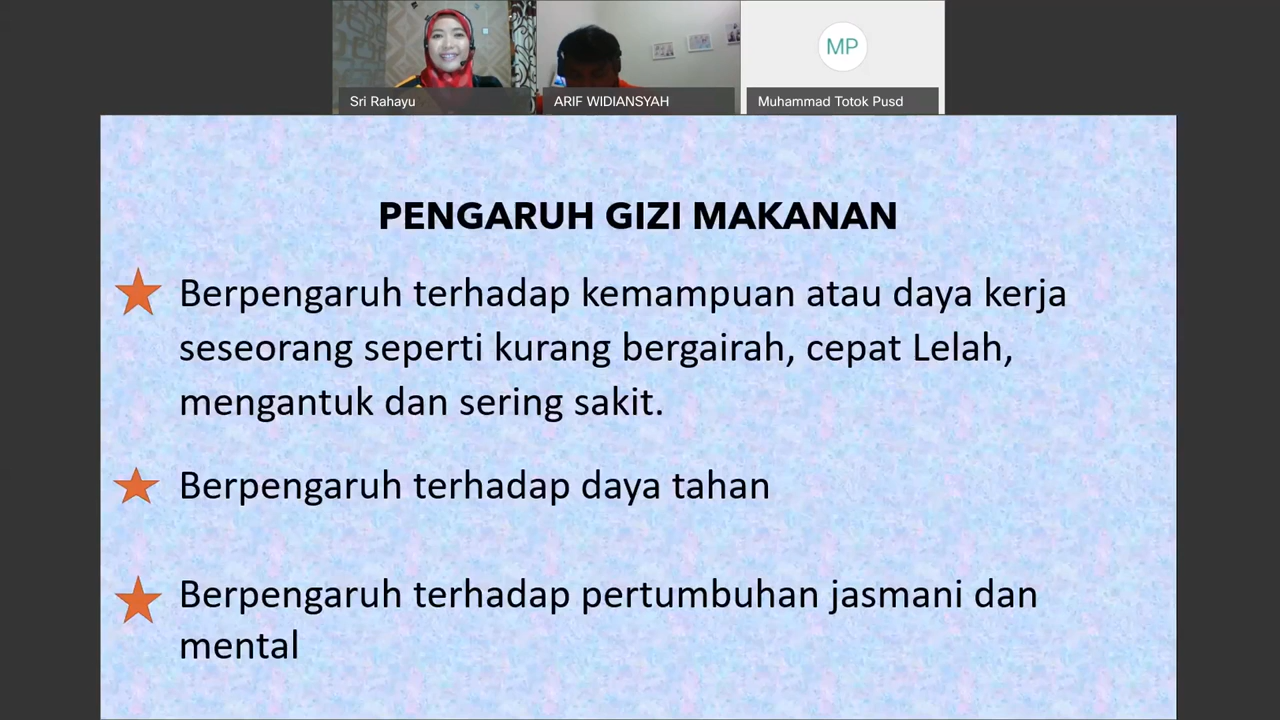 Sri Rahayu
ARIF WIDIANSYAH
MP
Muhammad Totok Pusd
PENGARUH GIZI MAKANAN
Berpengaruh terhadap kemampuan atau daya kerja
seseorang seperti kurang bergairah, cepat Lelah,
mengantuk dan sering sakit.
Berpengaruh terhadap daya tahan
Berpengaruh terhadap pertumbuhan jasmani dan
mental